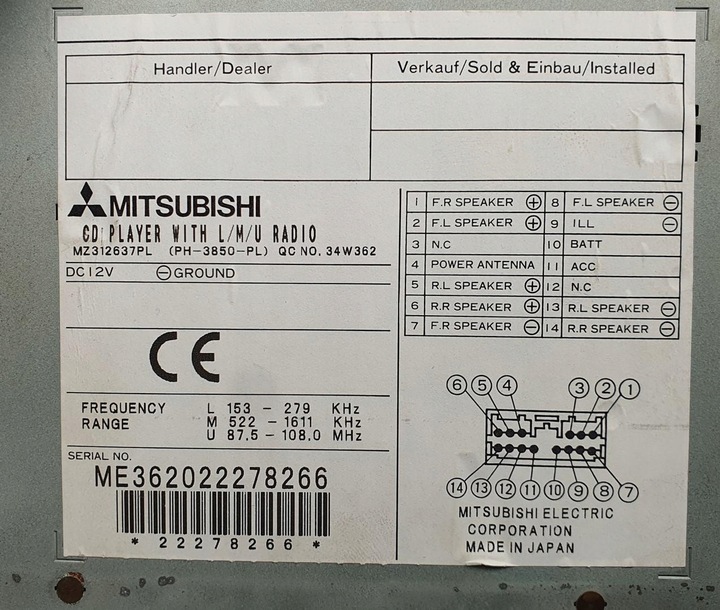 Handler/Dealer
Verkauf/Sold & Einbau/Installed
MITSUBISHI
CD PLAYER WITH L/M/U RADIO
MZ312637PL (PH-3850-PL) QC NO. 34W362
DC12V ⊖GROUND
CE
FREQUENCY RANGE
L 153 - 279 KHz
M 522 - 1611 KHz
U 87.5 - 108.0 MHz
SERIAL NO.
ME362022278266
*22278266*
1 F.R SPEAKER ⊕ 8 F.L SPEAKER ⊖
2 F.L SPEAKER ⊕ 9 ILL ⊖
3 N.C 10 BATT
4 POWER ANTENNA 11 ACC
5 R.L SPEAKER ⊕ 12 N.C
6 R.R SPEAKER ⊕ 13 R.L SPEAKER ⊖
7 F.R SPEAKER ⊖ 14 R.R SPEAKER ⊖
⑥ ⑤ ④ ③ ② ①
⑭ ⑬ ⑫ ⑪ ⑩ ⑨ ⑧ ⑦
MITSUBISHI ELECTRIC
CORPORATION
MADE IN JAPAN